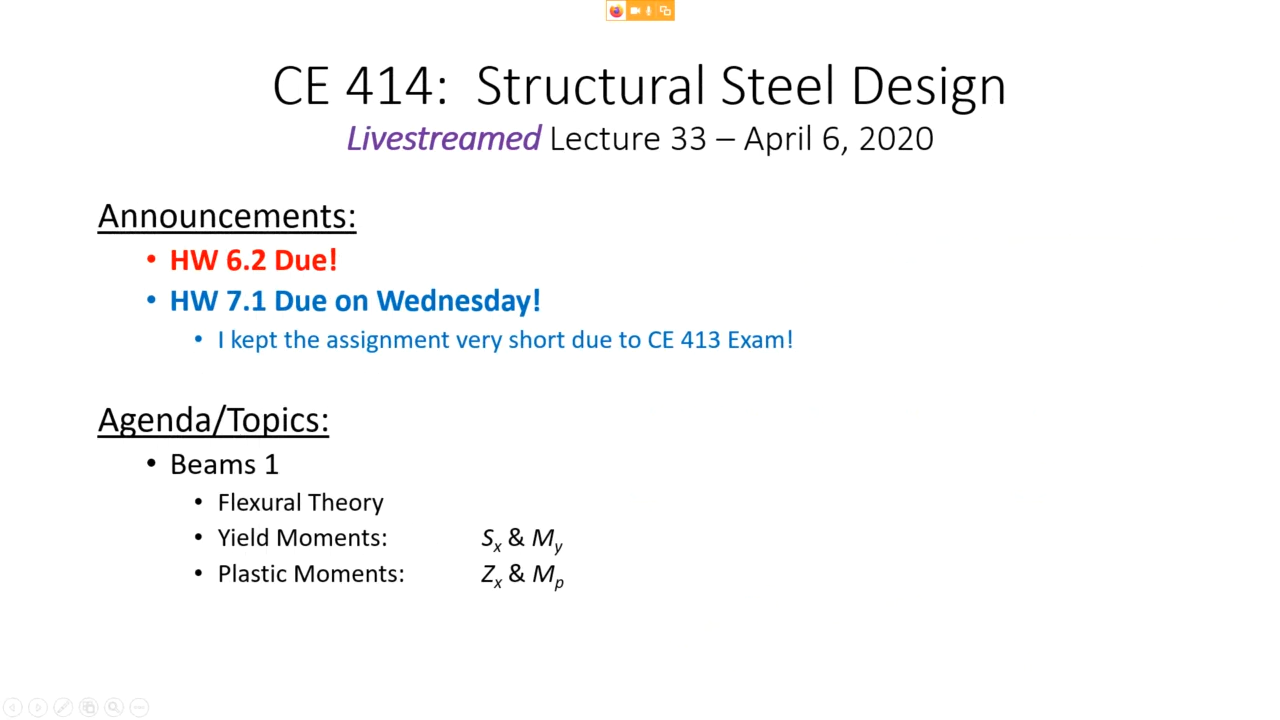 CE 414:  Structural Steel Design
Livestreamed Lecture 33 – April 6, 2020
Announcements:
• HW 6.2 Due!
• HW 7.1 Due on Wednesday!
• I kept the assignment very short due to CE 413 Exam!
Agenda/Topics:
• Beams 1
• Flexural Theory
• Yield Moments: Sx & My
• Plastic Moments: Zx & Mp